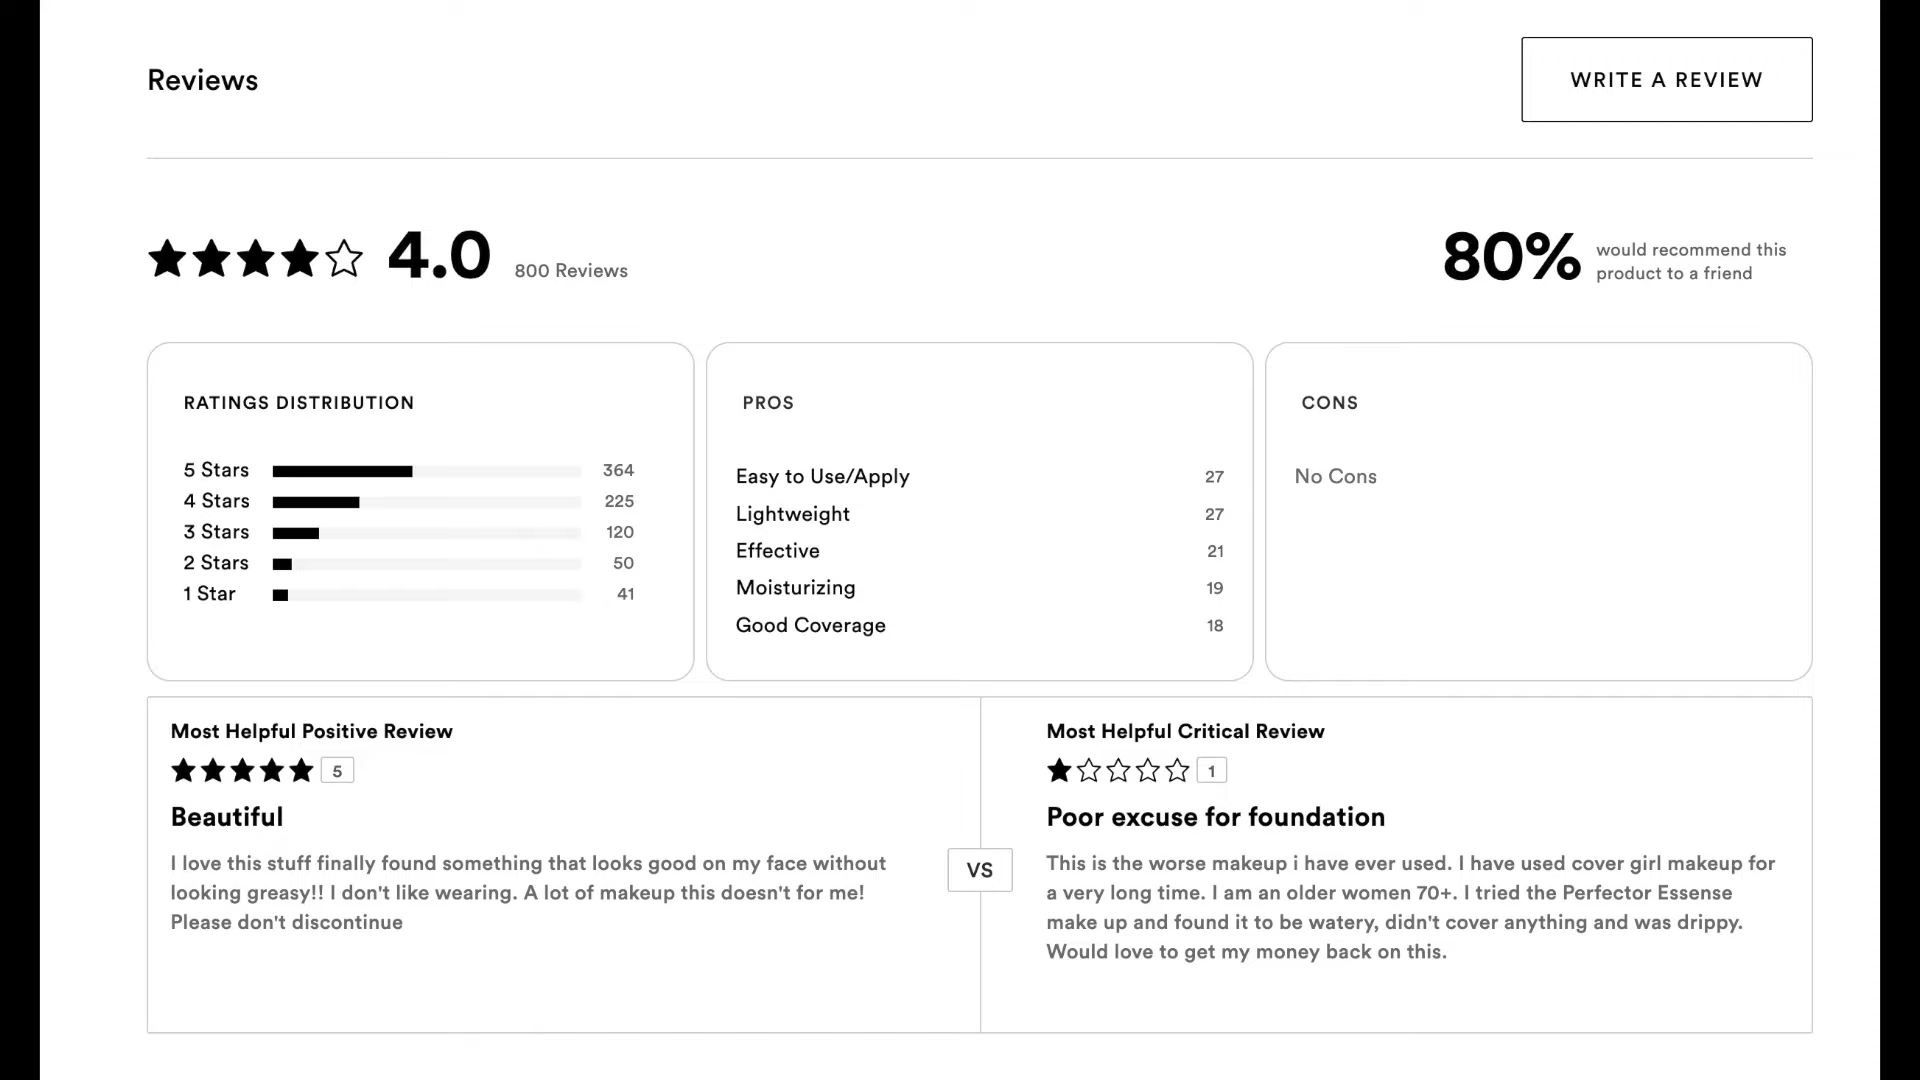 Reviews
WRITE A REVIEW
4.0
800 Reviews
80%
would recommend this
product to a friend
RATINGS DISTRIBUTION
5 Stars 364
4 Stars 225
3 Stars 120
2 Stars 50
1 Star 41
PROS
Easy to Use/Apply 27
Lightweight 27
Effective 21
Moisturizing 19
Good Coverage 18
CONS
No Cons
Most Helpful Positive Review
5
Beautiful
I love this stuff finally found something that looks good on my face without
looking greasy!! I don't like wearing. A lot of makeup this doesn't for me!
Please don't discontinue
VS
Most Helpful Critical Review
1
Poor excuse for foundation
This is the worse makeup i have ever used. I have used cover girl makeup for
a very long time. I am an older women 70+. I tried the Perfector Essense
make up and found it to be watery, didn't cover anything and was drippy.
Would love to get my money back on this.